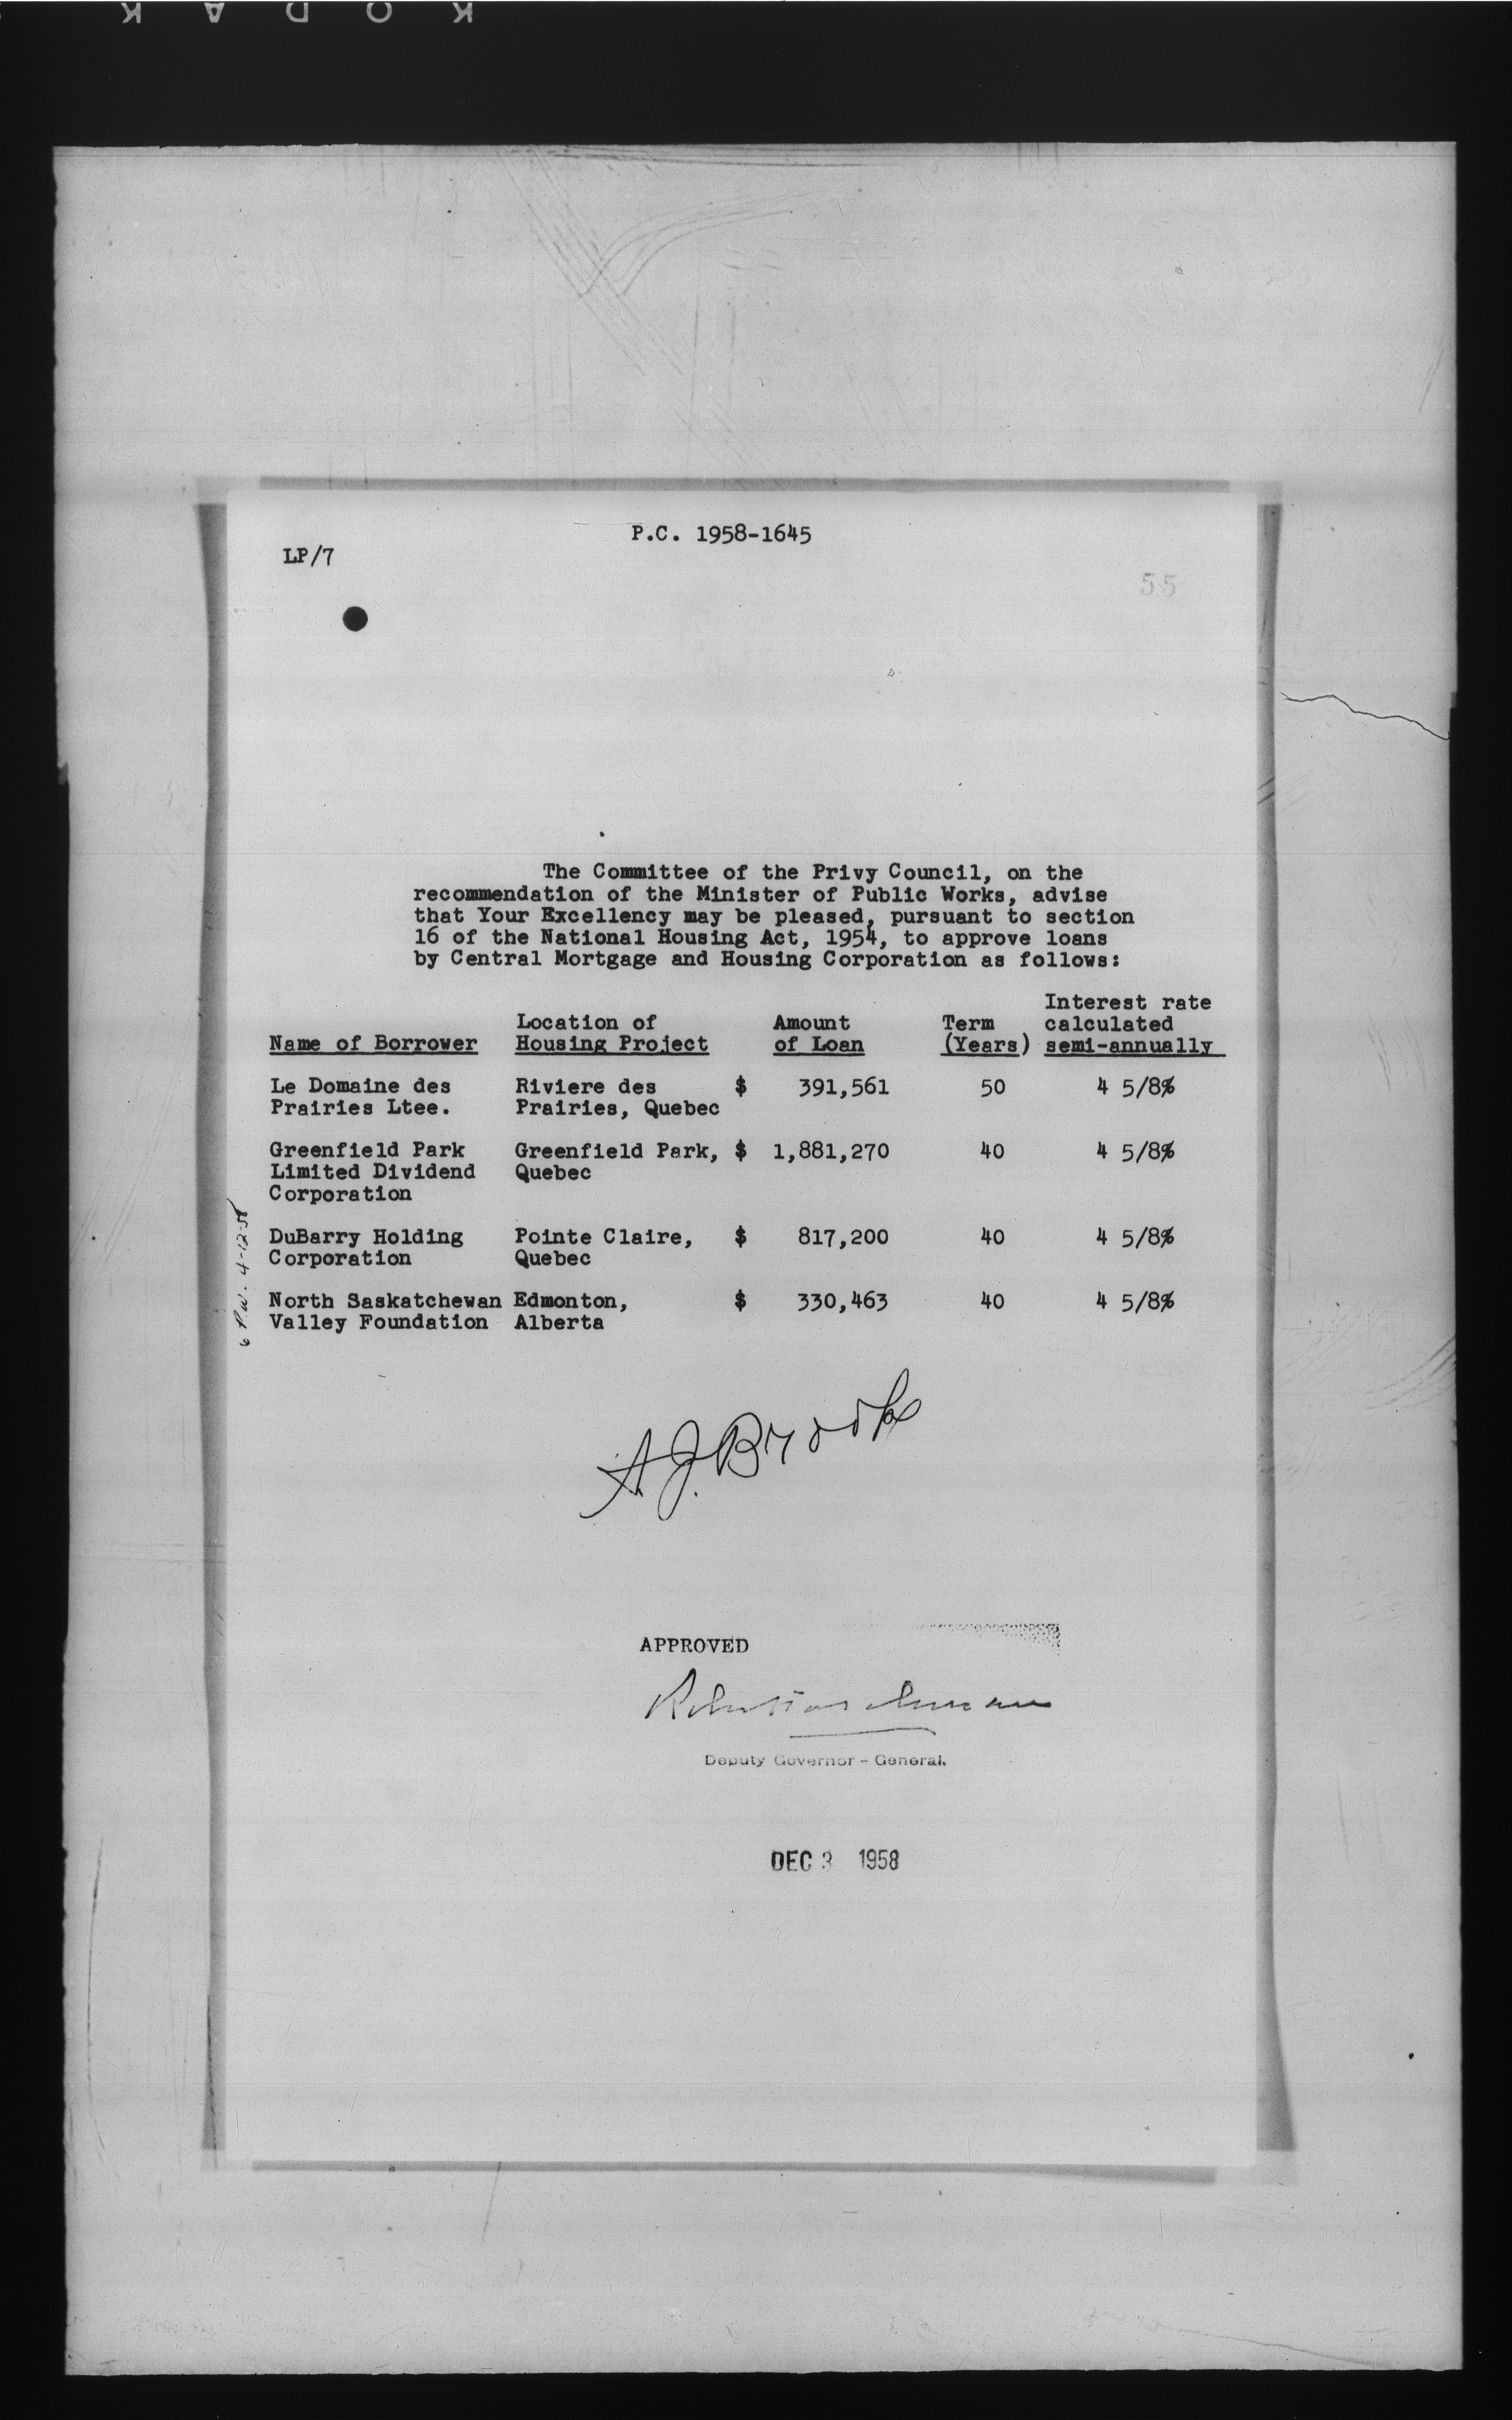 KODAK
P.C. 1958-1645
LP/7
55
The Committee of the Privy Council, on the
recommendation of the Minister of Public Works, advise
that Your Excellency may be pleased, pursuant to section
16 of the National Housing Act, 1954, to approve loans
by Central Mortgage and Housing Corporation as follows:
Name of Borrower Location of Housing Project Amount of Loan Term (Years) Interest rate calculated semi-annually
Le Domaine des Riviere des $ 391,561 50 4 5/8%
Prairies Ltee. Prairies, Quebec
Greenfield Park Greenfield Park, $ 1,881,270 40 4 5/8%
Limited Dividend Quebec
Corporation
DuBarry Holding Pointe Claire, $ 817,200 40 4 5/8%
Corporation Quebec
North Saskatchewan Edmonton, $ 330,463 40 4 5/8%
Valley Foundation Alberta
4-12-58
A.J. Brooks
APPROVED
Deputy Governor-General.
DEC 3 1958